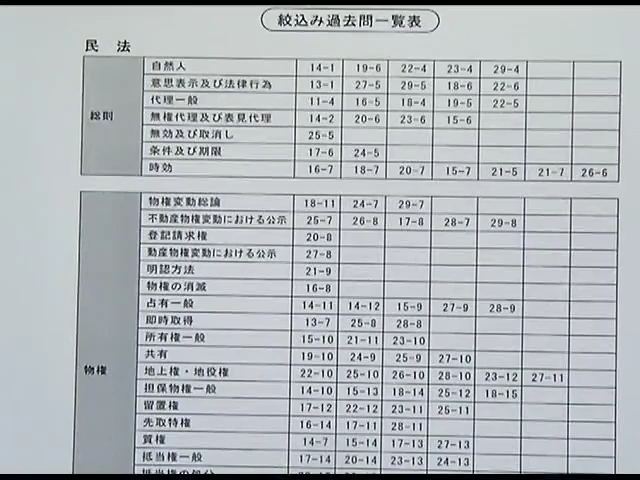 絞込み過去問一覧表
民 法
総則
自然人 14-1 19-6 22-4 23-4 29-4
意思表示及び法律行為 13-1 27-5 29-5 18-6 22-6
代理一般 11-4 16-5 18-4 19-5 22-5
無権代理及び表見代理 14-2 20-6 23-6 15-6
無効及び取消し 25-5
条件及び期限 17-6 24-5
時効 16-7 18-7 20-7 15-7 21-5 21-7 26-6
物権
物権変動総論 18-11 24-7 29-7
不動産物権変動における公示 25-7 26-8 17-8 28-7 29-8
登記請求権 20-8
動産物権変動における公示 27-8
明認方法 21-9
物権の消滅 16-8
占有一般 14-11 14-12 15-9 27-9 28-9
即時取得 13-7 25-8 28-8
所有権一般 15-10 21-11 23-10
共有 19-10 24-9 25-9 27-10
地上権・地役権 22-10 25-10 26-10 28-10 23-12 27-11
担保物権一般 14-10 15-13 18-14 25-12 18-15
留置権 17-12 22-12 23-11 25-11
先取特権 16-14 17-11 28-11
質権 14-7 15-14 17-13 27-13
抵当権一般 17-14 20-14 23-13 24-13